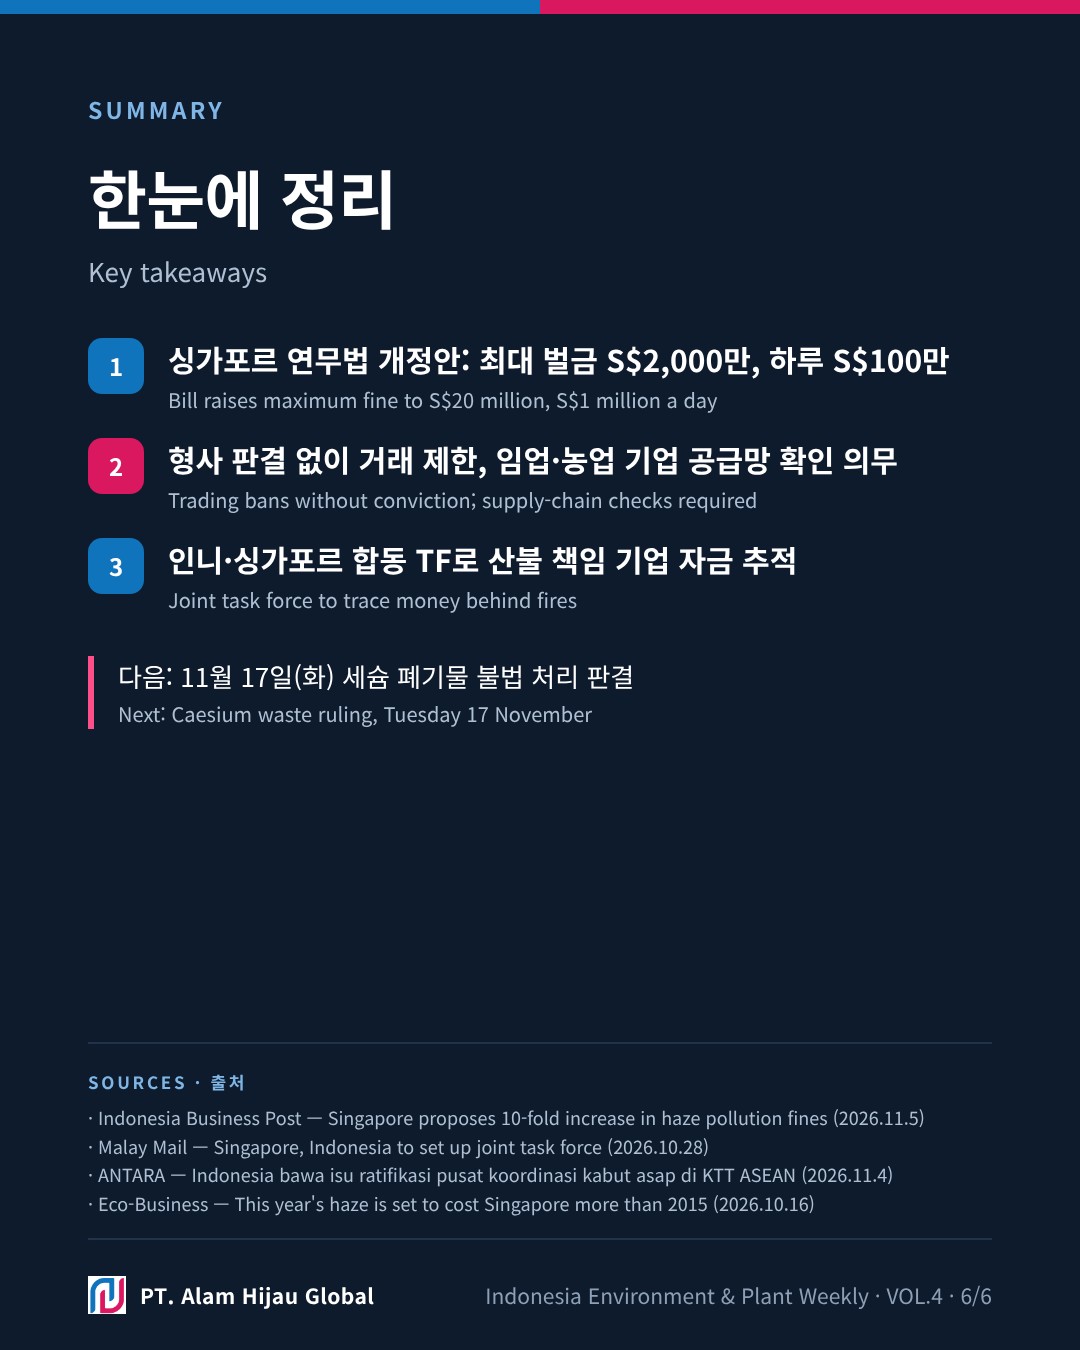 SUMMARY
한눈에 정리
Key takeaways
1
싱가포르 연무법 개정안: 최대 벌금 S$2,000만, 하루 S$100만
Bill raises maximum fine to S$20 million, S$1 million a day
2
형사 판결 없이 거래 제한, 임업·농업 기업 공급망 확인 의무
Trading bans without conviction; supply-chain checks required
3
인니·싱가포르 합동 TF로 산불 책임 기업 자금 추적
Joint task force to trace money behind fires
다음: 11월 17일(화) 세슘 폐기물 불법 처리 판결
Next: Caesium waste ruling, Tuesday 17 November
SOURCES · 출처
· Indonesia Business Post — Singapore proposes 10-fold increase in haze pollution fines (2026.11.5)
· Malay Mail — Singapore, Indonesia to set up joint task force (2026.10.28)
· ANTARA — Indonesia bawa isu ratifikasi pusat koordinasi kabut asap di KTT ASEAN (2026.11.4)
· Eco-Business — This year's haze is set to cost Singapore more than 2015 (2026.10.16)
PT. Alam Hijau Global
Indonesia Environment & Plant Weekly · VOL.4 · 6/6